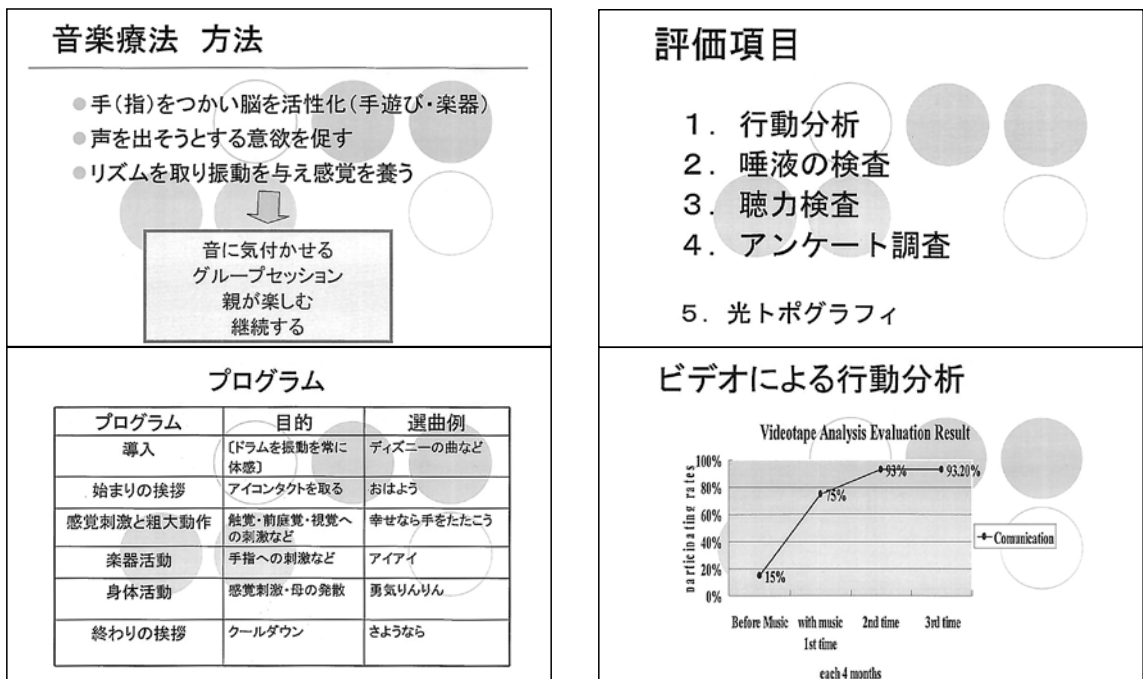 音楽療法 方法
手(指)をつかい脳を活性化(手遊び・楽器)
声を出そうとする意欲を促す
リズムを取り振動を与え感覚を養う
音に気付かせる
グループセッション
親が楽しむ
継続する
評価項目
1. 行動分析
2. 唾液の検査
3. 聴力検査
4. アンケート調査
5. 光トポグラフィ
プログラム
プログラム 目的 選曲例
導入 〔ドラムを振動を常に体感〕 ディズニーの曲など
始まりの挨拶 アイコンタクトを取る おはよう
感覚刺激と粗大動作 触覚・前庭覚・視覚への刺激など 幸せなら手をたたこう
楽器活動 手指への刺激など アイアイ
身体活動 感覚刺激・母の発散 勇気りんりん
終わりの挨拶 クールダウン さようなら
ビデオによる行動分析
Videotape Analysis Evaluation Result
participating rates
100%
80%
60%
40%
20%
0%
15%
75%
93%
93.20%
Comunication
Before Music
with music 1st time
2nd time
3rd time
each 4 months